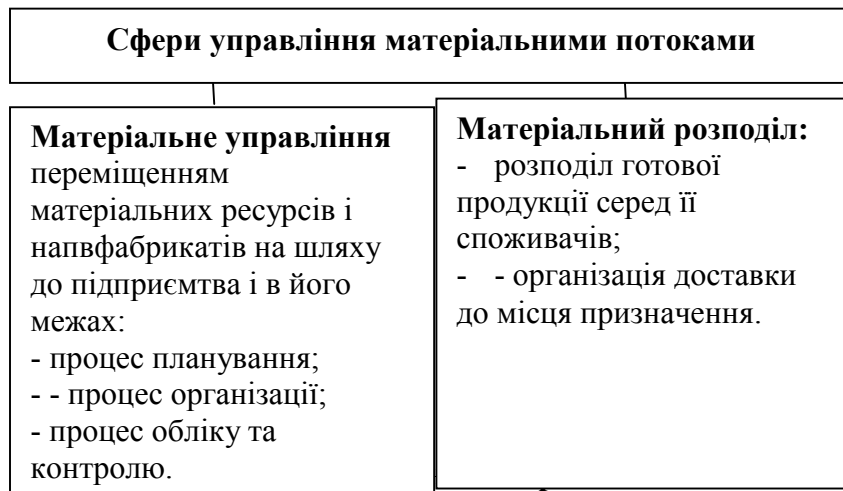 Сфери управління матеріальними потоками
Матеріальне управління
переміщенням
матеріальних ресурсів і
напвфабрикатів на шляху
до підприємтва і в його
межах:
- процес планування;
- - процес організації;
- процес обліку та
контролю.
Матеріальний розподіл:
- розподіл готової
продукції серед її
споживачів;
- - організація доставки
до місця призначення.